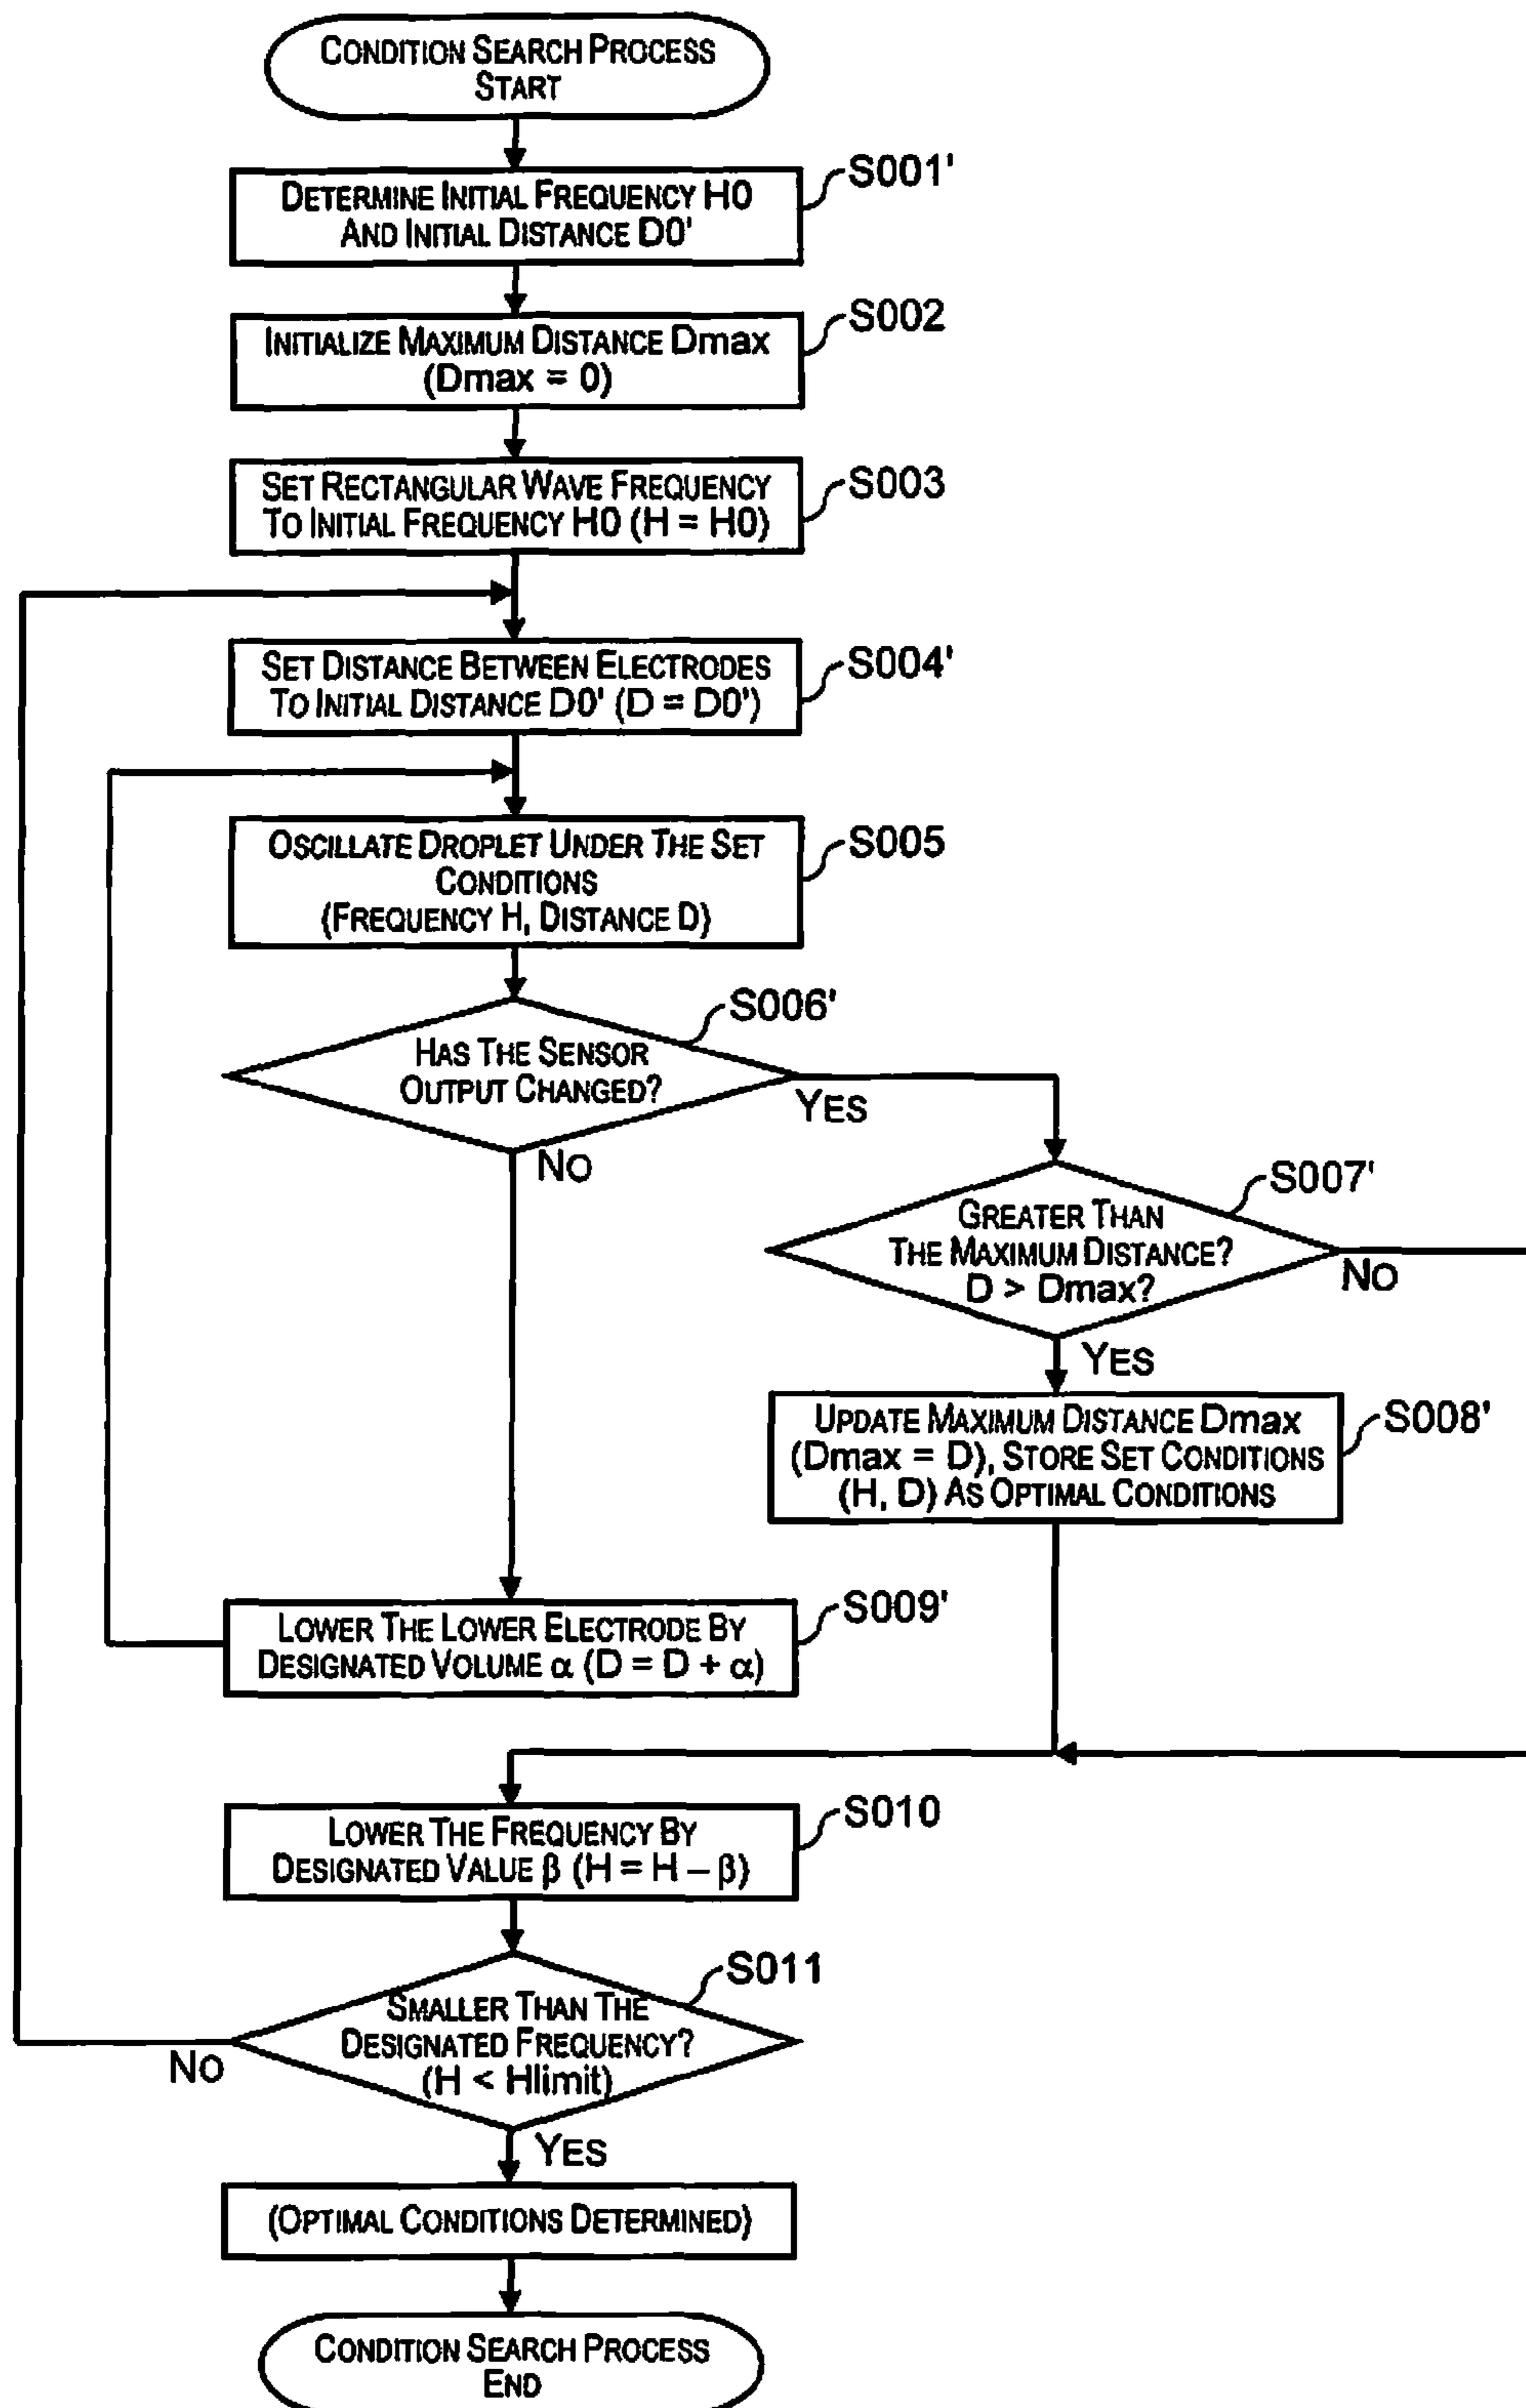 CONDITION SEARCH PROCESS
START
S001'
DETERMINE INITIAL FREQUENCY H0
AND INITIAL DISTANCE D0'
S002
INITIALIZE MAXIMUM DISTANCE Dmax
(Dmax = 0)
S003
SET RECTANGULAR WAVE FREQUENCY
TO INITIAL FREQUENCY H0 (H = H0)
S004'
SET DISTANCE BETWEEN ELECTRODES
TO INITIAL DISTANCE D0' (D = D0')
S005
OSCILLATE DROPLET UNDER THE SET
CONDITIONS
(FREQUENCY H, DISTANCE D)
S006'
HAS THE SENSOR
OUTPUT CHANGED?
YES
NO
S007'
GREATER THAN
THE MAXIMUM DISTANCE?
D > Dmax?
NO
YES
S008'
UPDATE MAXIMUM DISTANCE Dmax
(Dmax = D), STORE SET CONDITIONS
(H, D) AS OPTIMAL CONDITIONS
S009'
LOWER THE LOWER ELECTRODE BY
DESIGNATED VOLUME α (D = D + α)
S010
LOWER THE FREQUENCY BY
DESIGNATED VALUE β (H = H – β)
S011
SMALLER THAN THE
DESIGNATED FREQUENCY?
(H < Hlimit)
NO
YES
(OPTIMAL CONDITIONS DETERMINED)
CONDITION SEARCH PROCESS
END